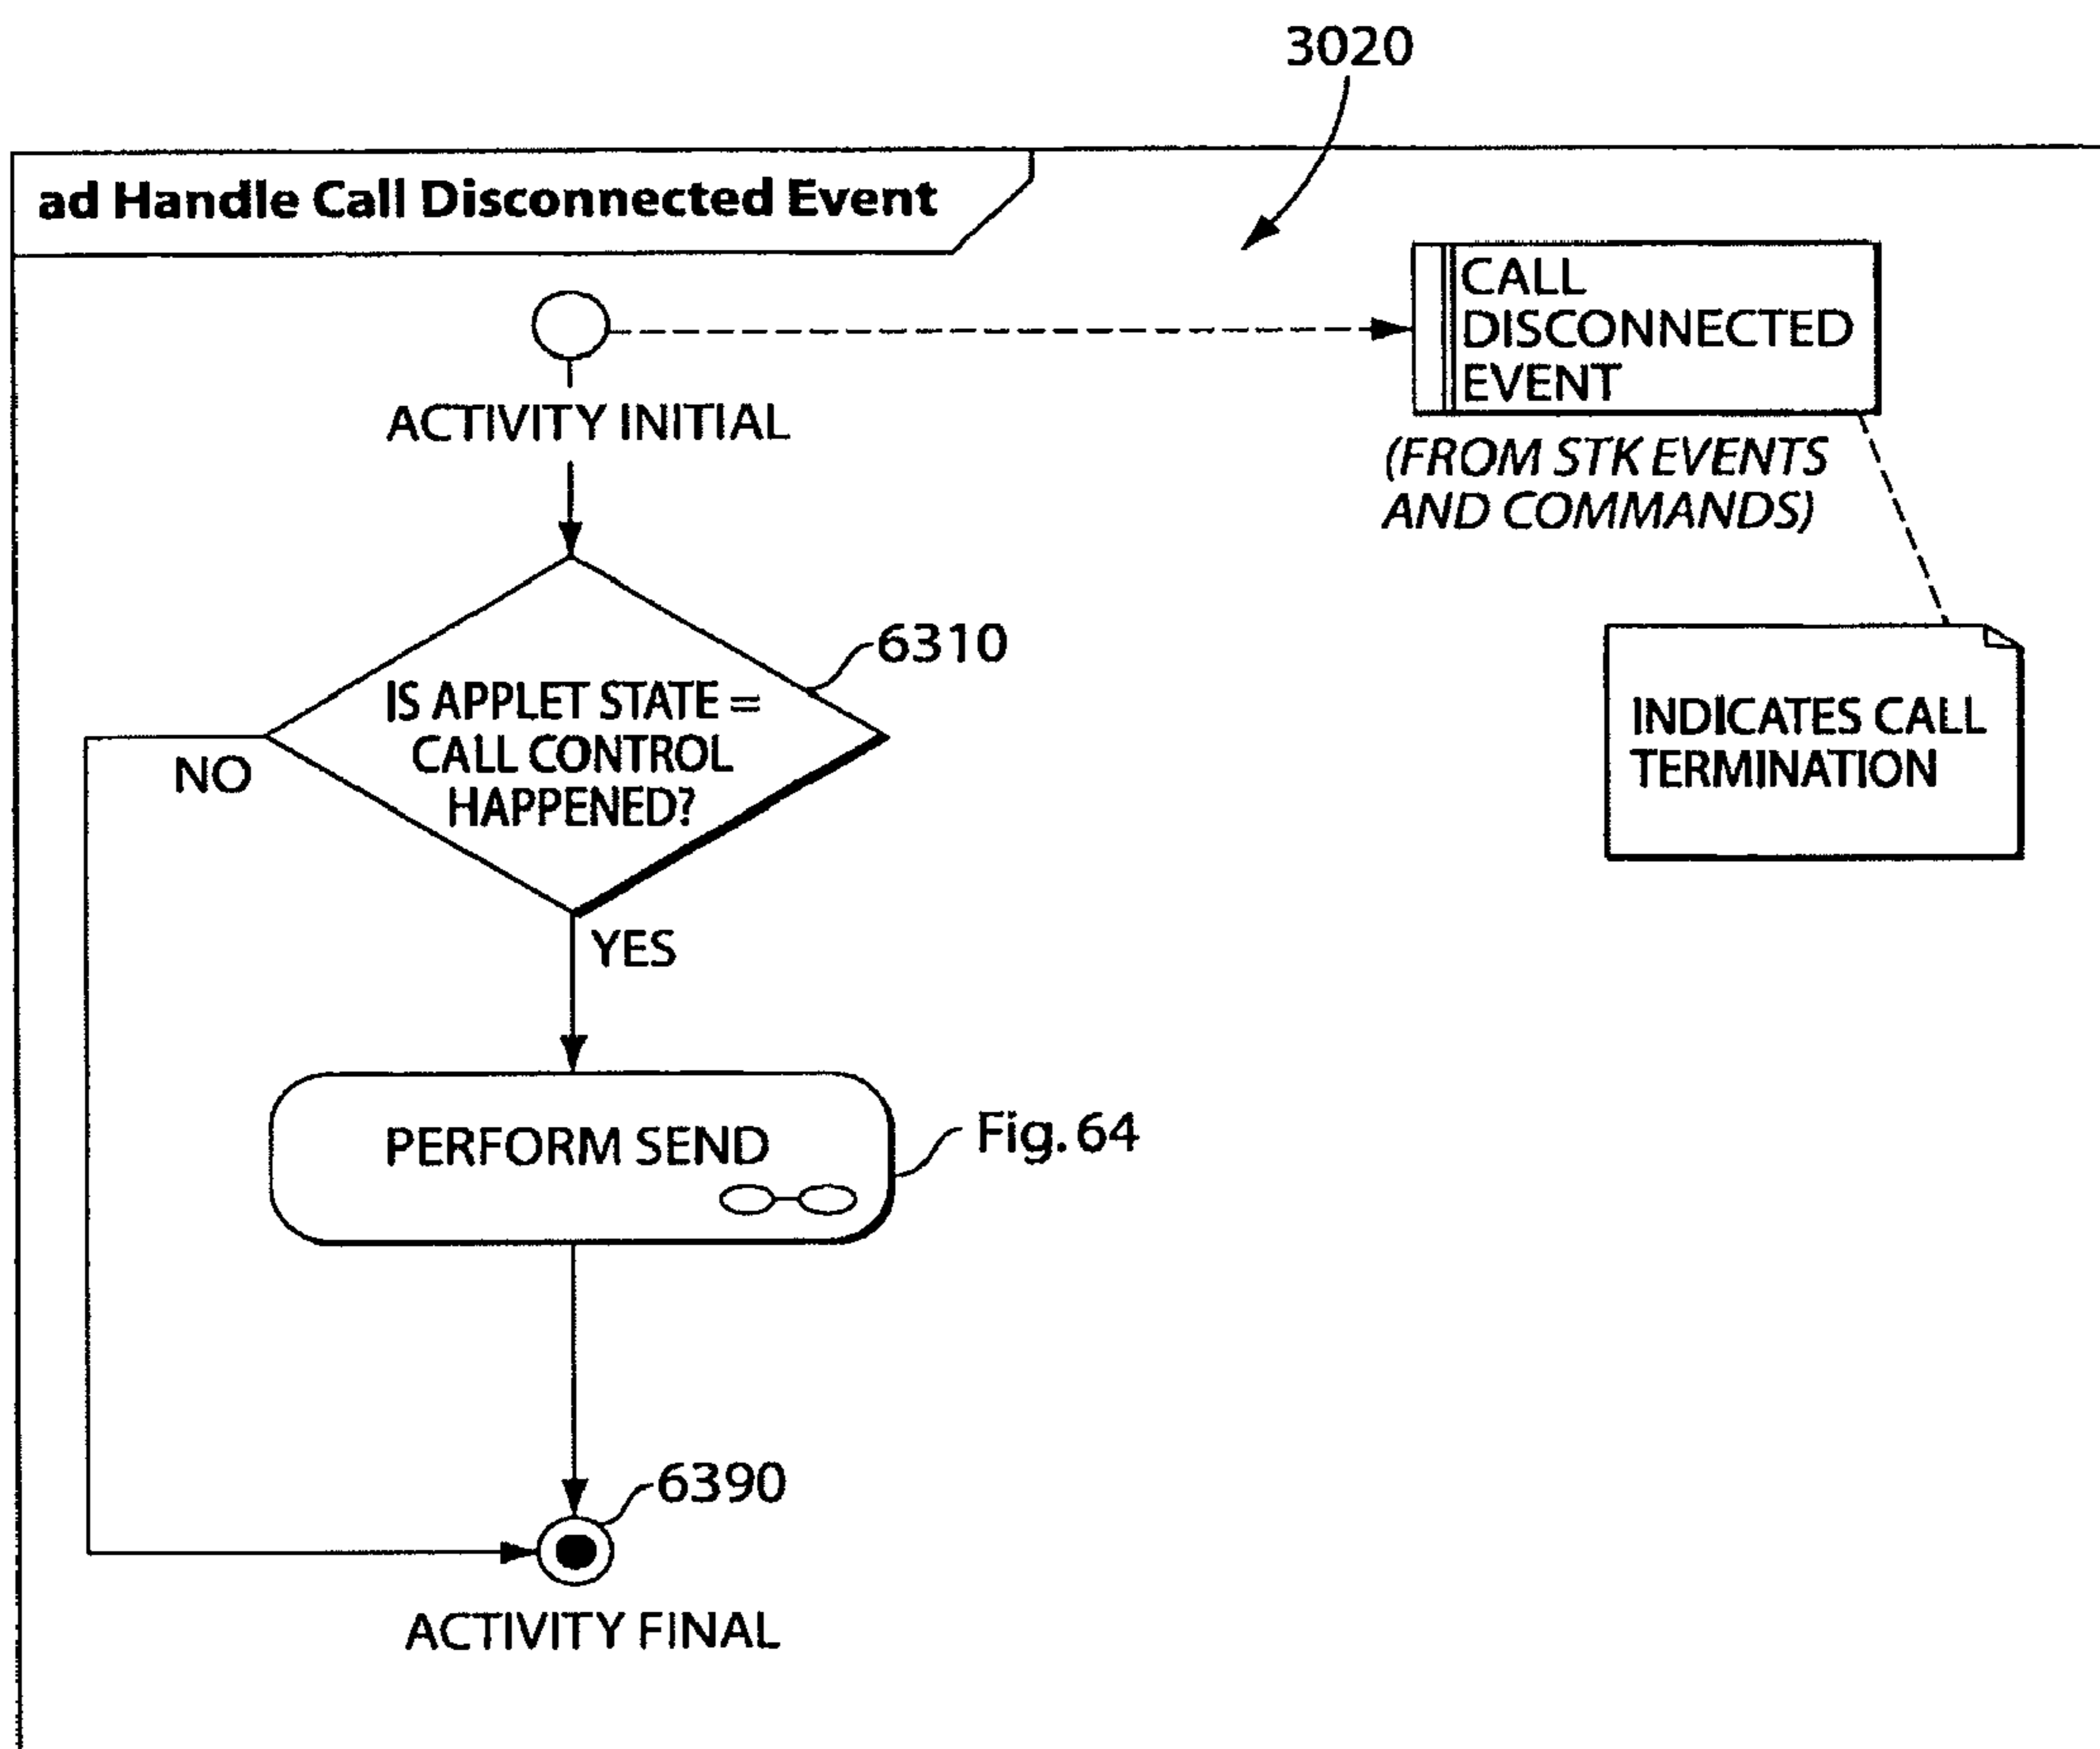 3020
ad Handle Call Disconnected Event
CALL
DISCONNECTED
EVENT
ACTIVITY INITIAL
(FROM STK EVENTS
AND COMMANDS)
6310
IS APPLET STATE =
CALL CONTROL
HAPPENED?
NO
INDICATES CALL
TERMINATION
YES
PERFORM SEND
Fig. 64
6390
ACTIVITY FINAL